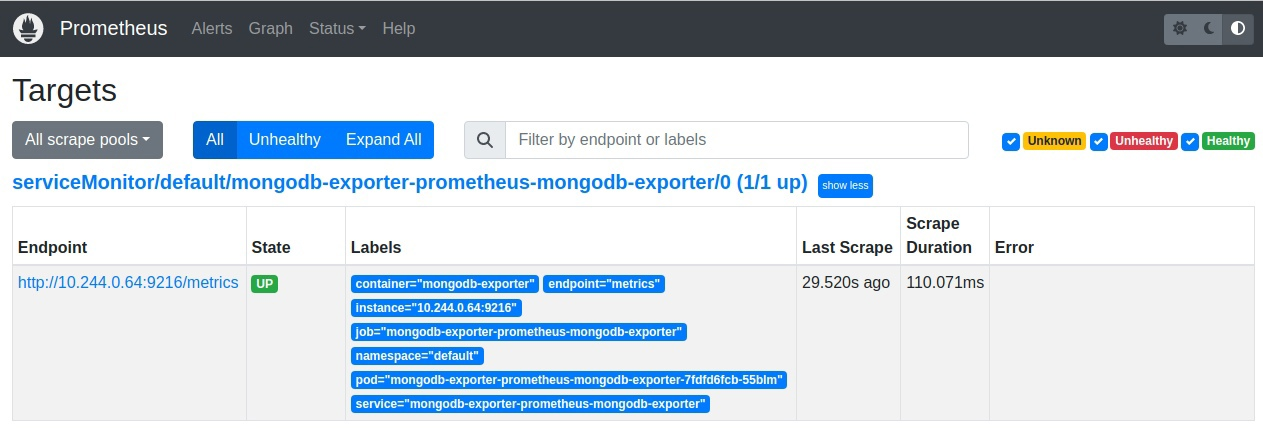 Prometheus Alerts Graph Status Help
Targets
All scrape pools All Unhealthy Expand All Filter by endpoint or labels Unknown Unhealthy Healthy
serviceMonitor/default/mongodb-exporter-prometheus-mongodb-exporter/0 (1/1 up) show less
Endpoint State Labels Last Scrape Scrape Duration Error
http://10.244.0.64:9216/metrics UP container="mongodb-exporter" endpoint="metrics" 29.520s ago 110.071ms
instance="10.244.0.64:9216"
job="mongodb-exporter-prometheus-mongodb-exporter"
namespace="default"
pod="mongodb-exporter-prometheus-mongodb-exporter-7fdfd6fcb-55blm"
service="mongodb-exporter-prometheus-mongodb-exporter"